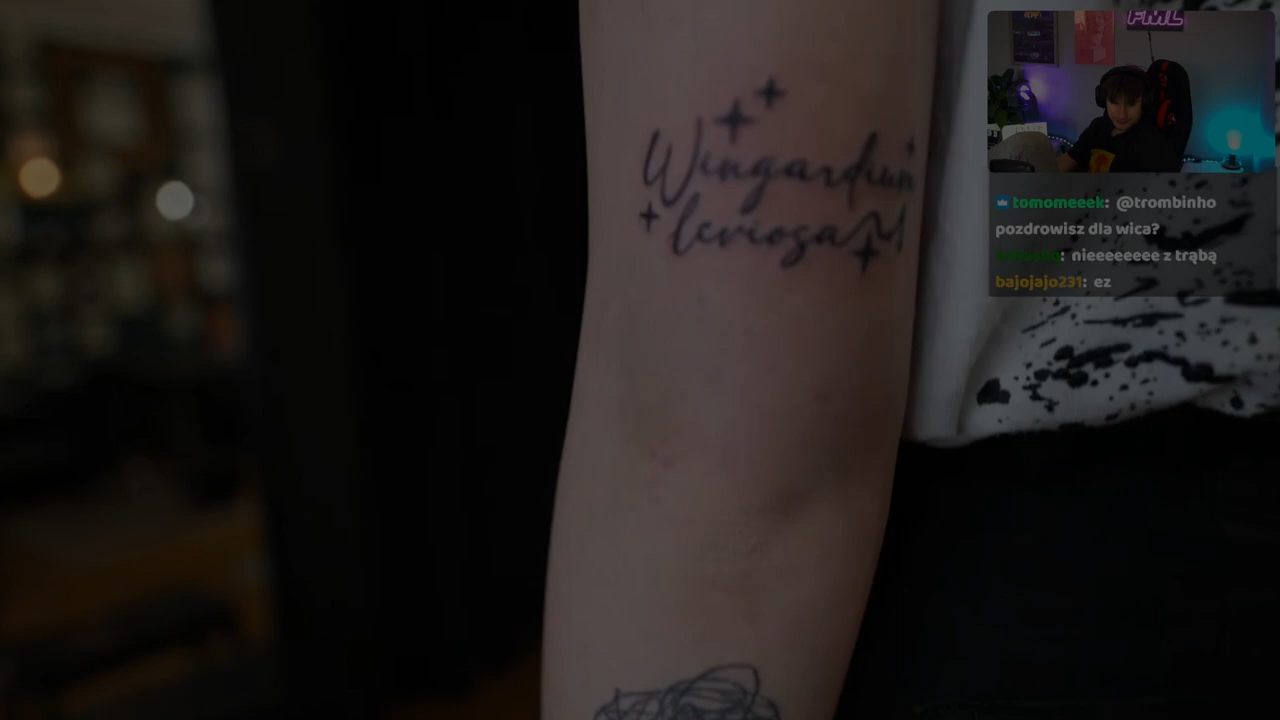 Wingardium
leviosa
FML
tomomeeek: @trombinho
pozdrowisz dla wica?
: nieeeeeeee z trąbą
bajojajo231: ez